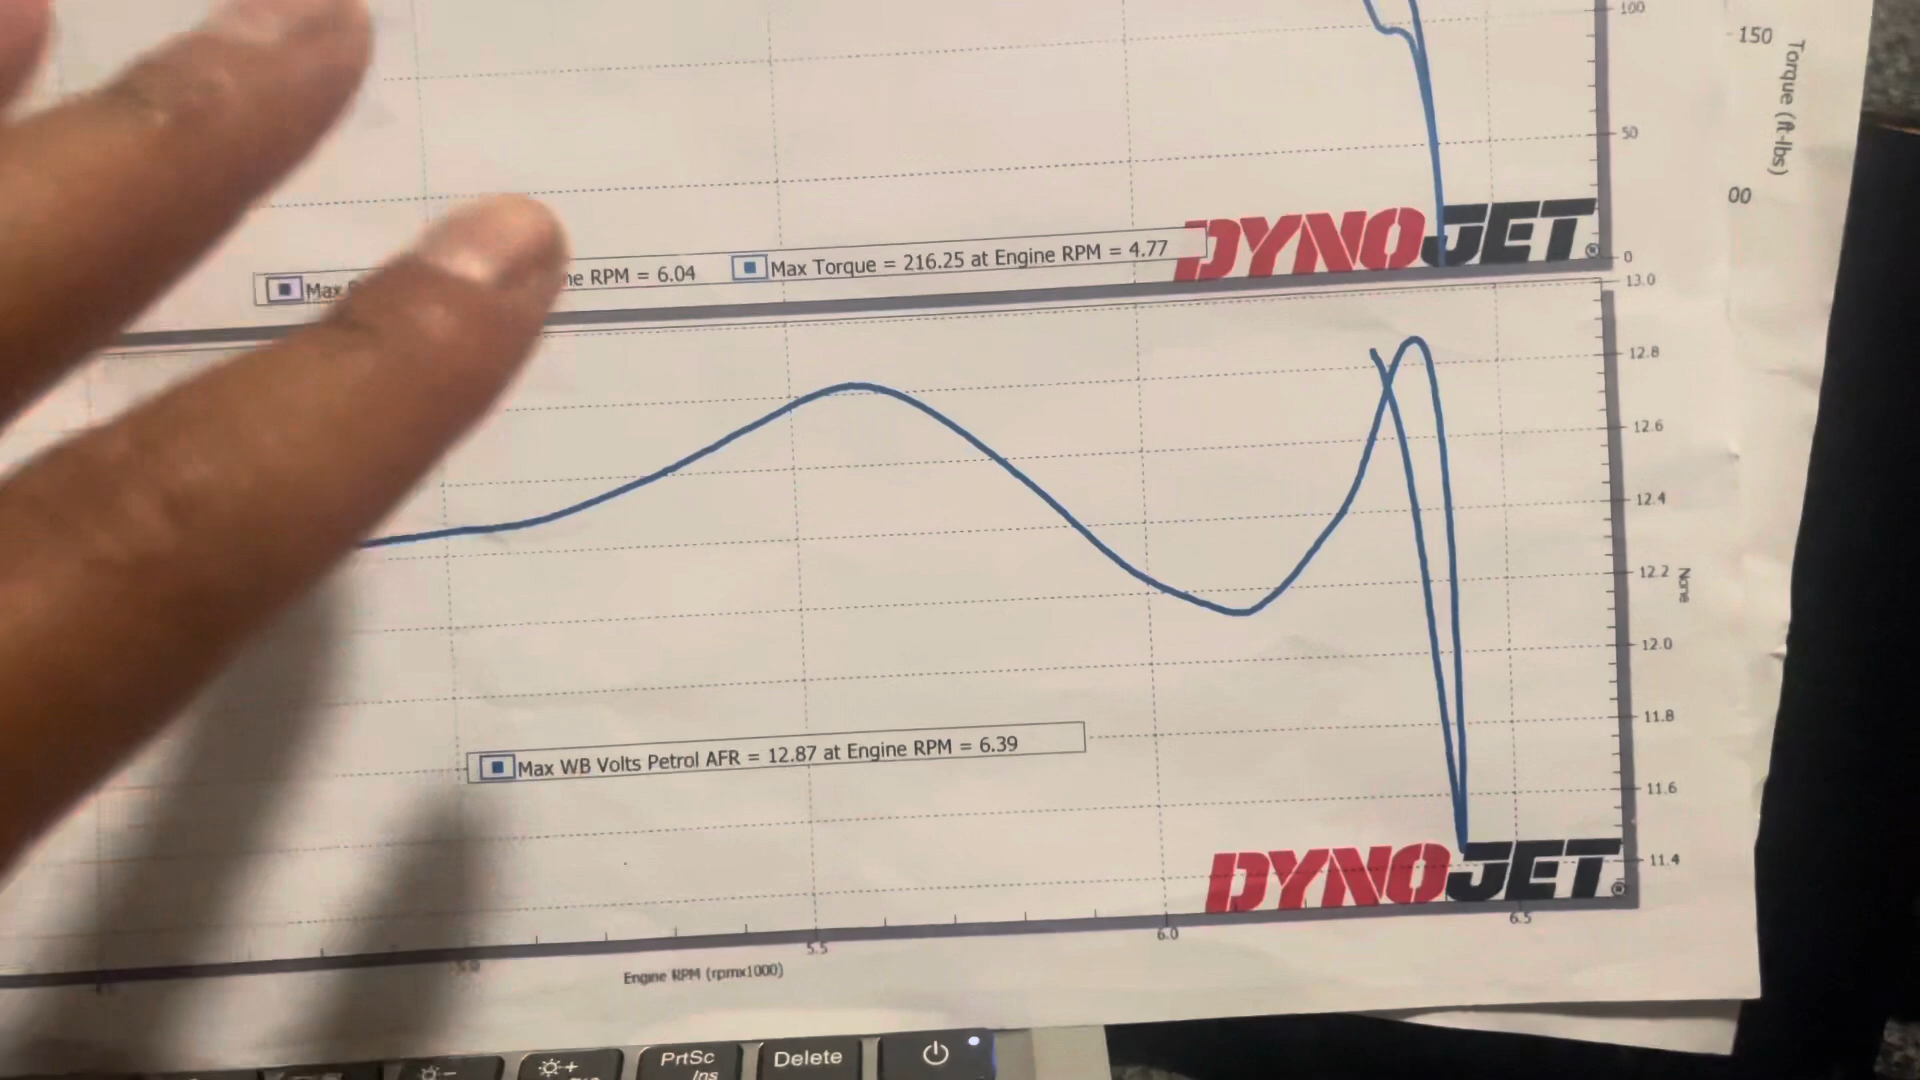 100
150
Torque (ft-lbs)
50
00
DYNOJET
0
Max
ne RPM = 6.04
Max Torque = 216.25 at Engine RPM = 4.77
13.0
12.8
12.6
12.4
12.2
None
12.0
11.8
Max WB Volts Petrol AFR = 12.87 at Engine RPM = 6.39
11.6
11.4
DYNOJET
5.5
6.0
6.5
Engine RPM (rpmx1000)
PrtSc
/Ins
Delete